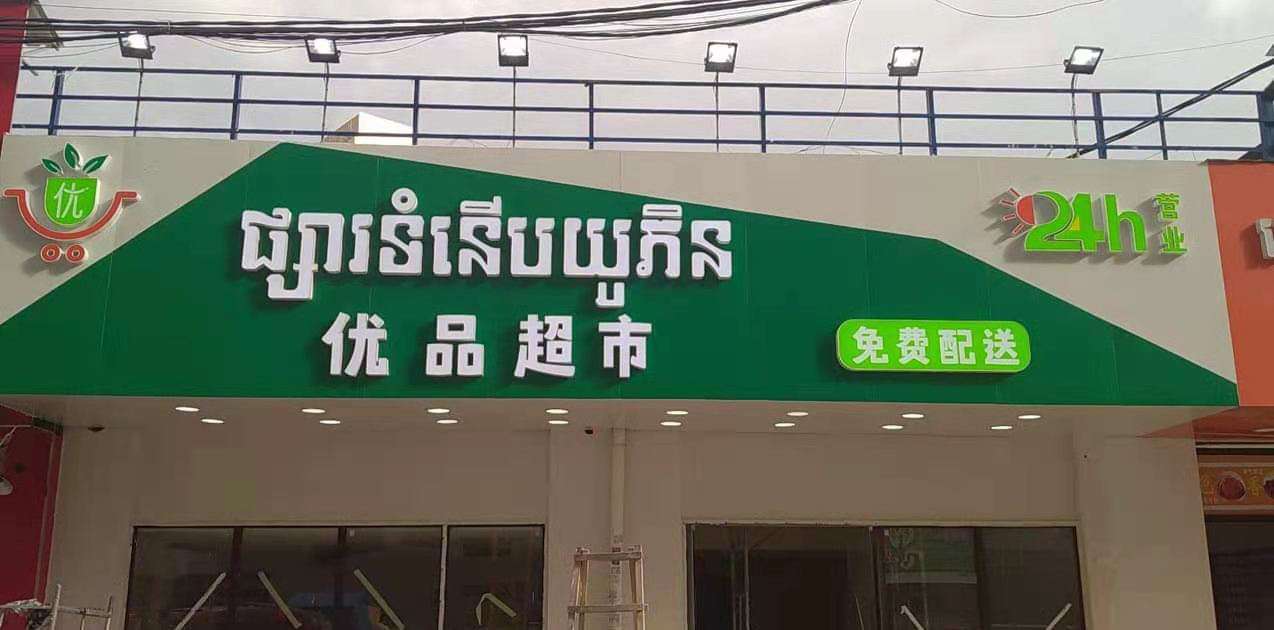 优
ផ្សារទំនើបយូភិន
优品超市
24h
营业
免费配送